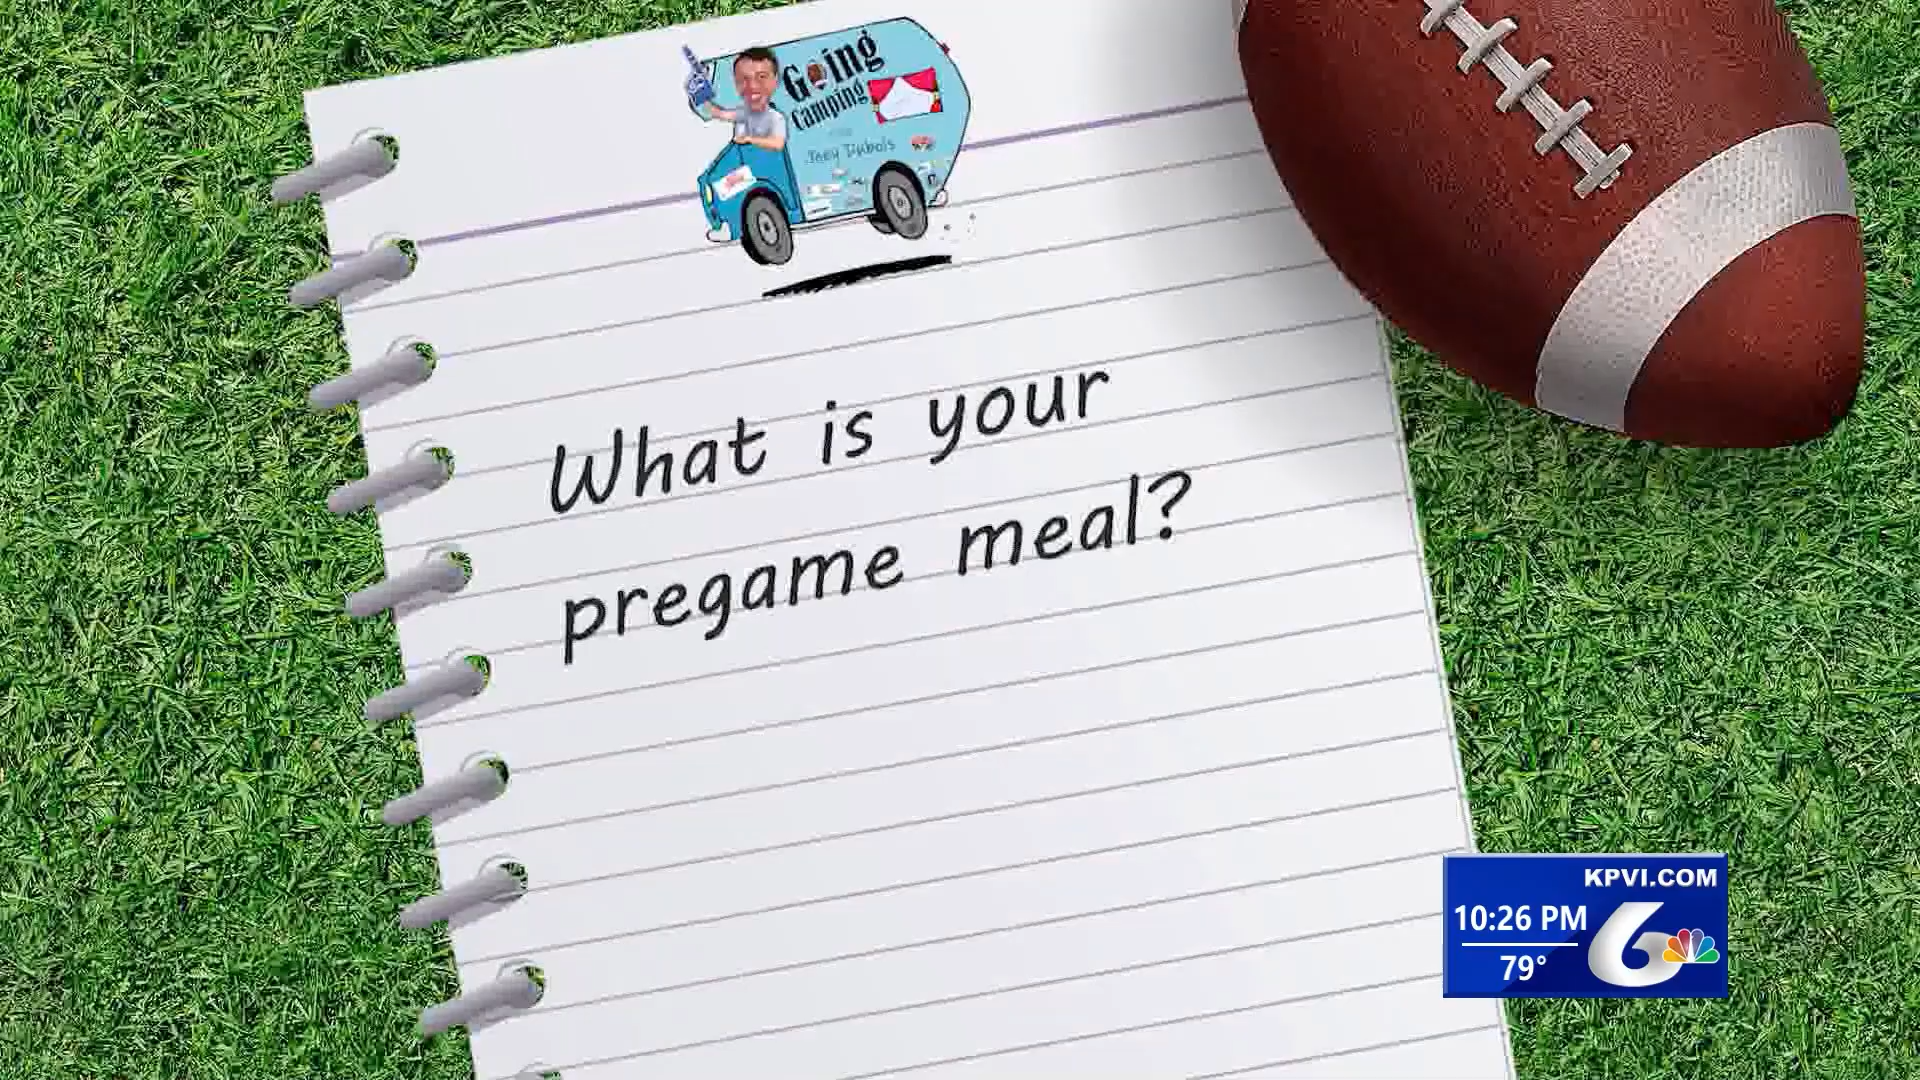 Going
Camping
Joey DuBois
What is your
pregame meal?
KPVI.COM
10:26 PM
79°
6